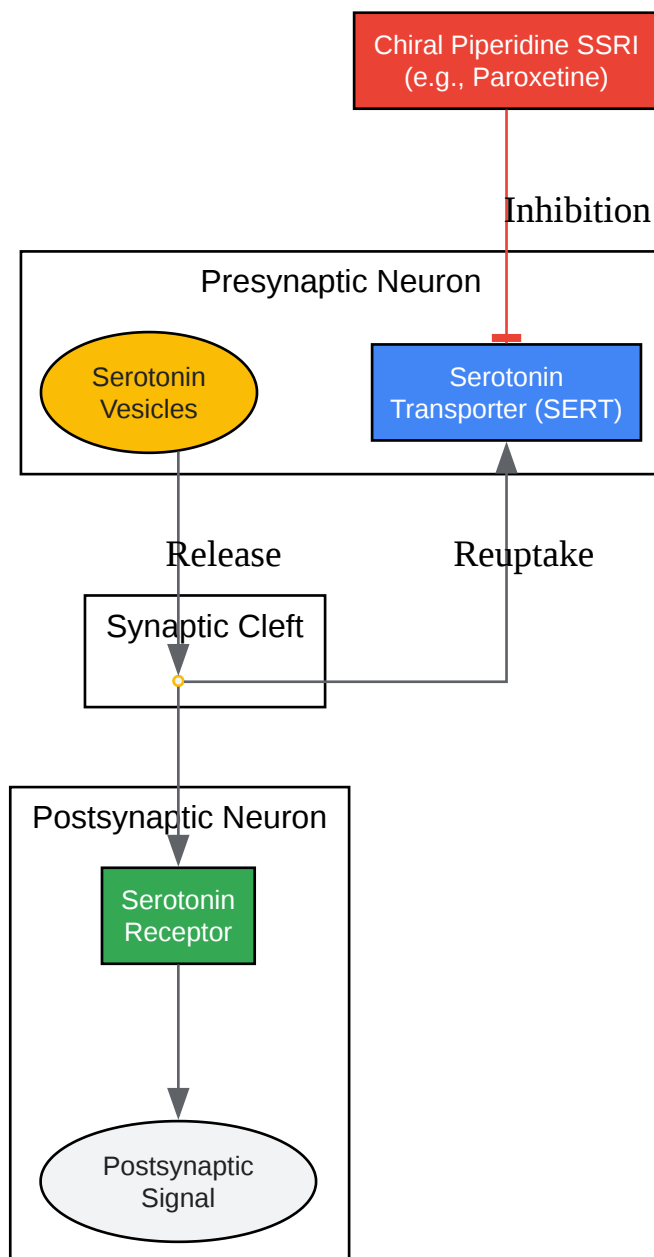 Chiral Piperidine SSRI
(e.g., Paroxetine)
Inhibition
Presynaptic Neuron
Serotonin
Vesicles
Serotonin
Transporter (SERT)
Release
Reuptake
Synaptic Cleft
Postsynaptic Neuron
Serotonin
Receptor
Postsynaptic
Signal